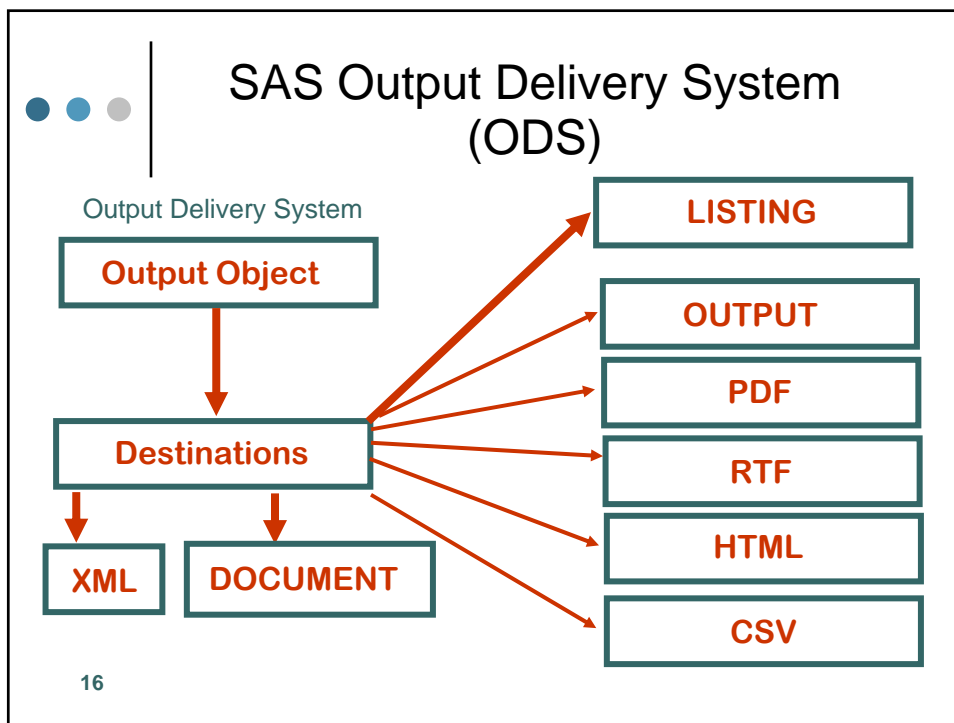 SAS Output Delivery System
(ODS)
Output Delivery System
Output Object
Destinations
XML
DOCUMENT
LISTING
OUTPUT
PDF
RTF
HTML
CSV
16